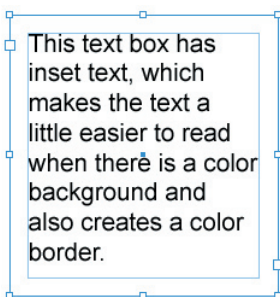 This text box has
inset text, which
makes the text a
little easier to read
when there is a color
background and
also creates a color
border.